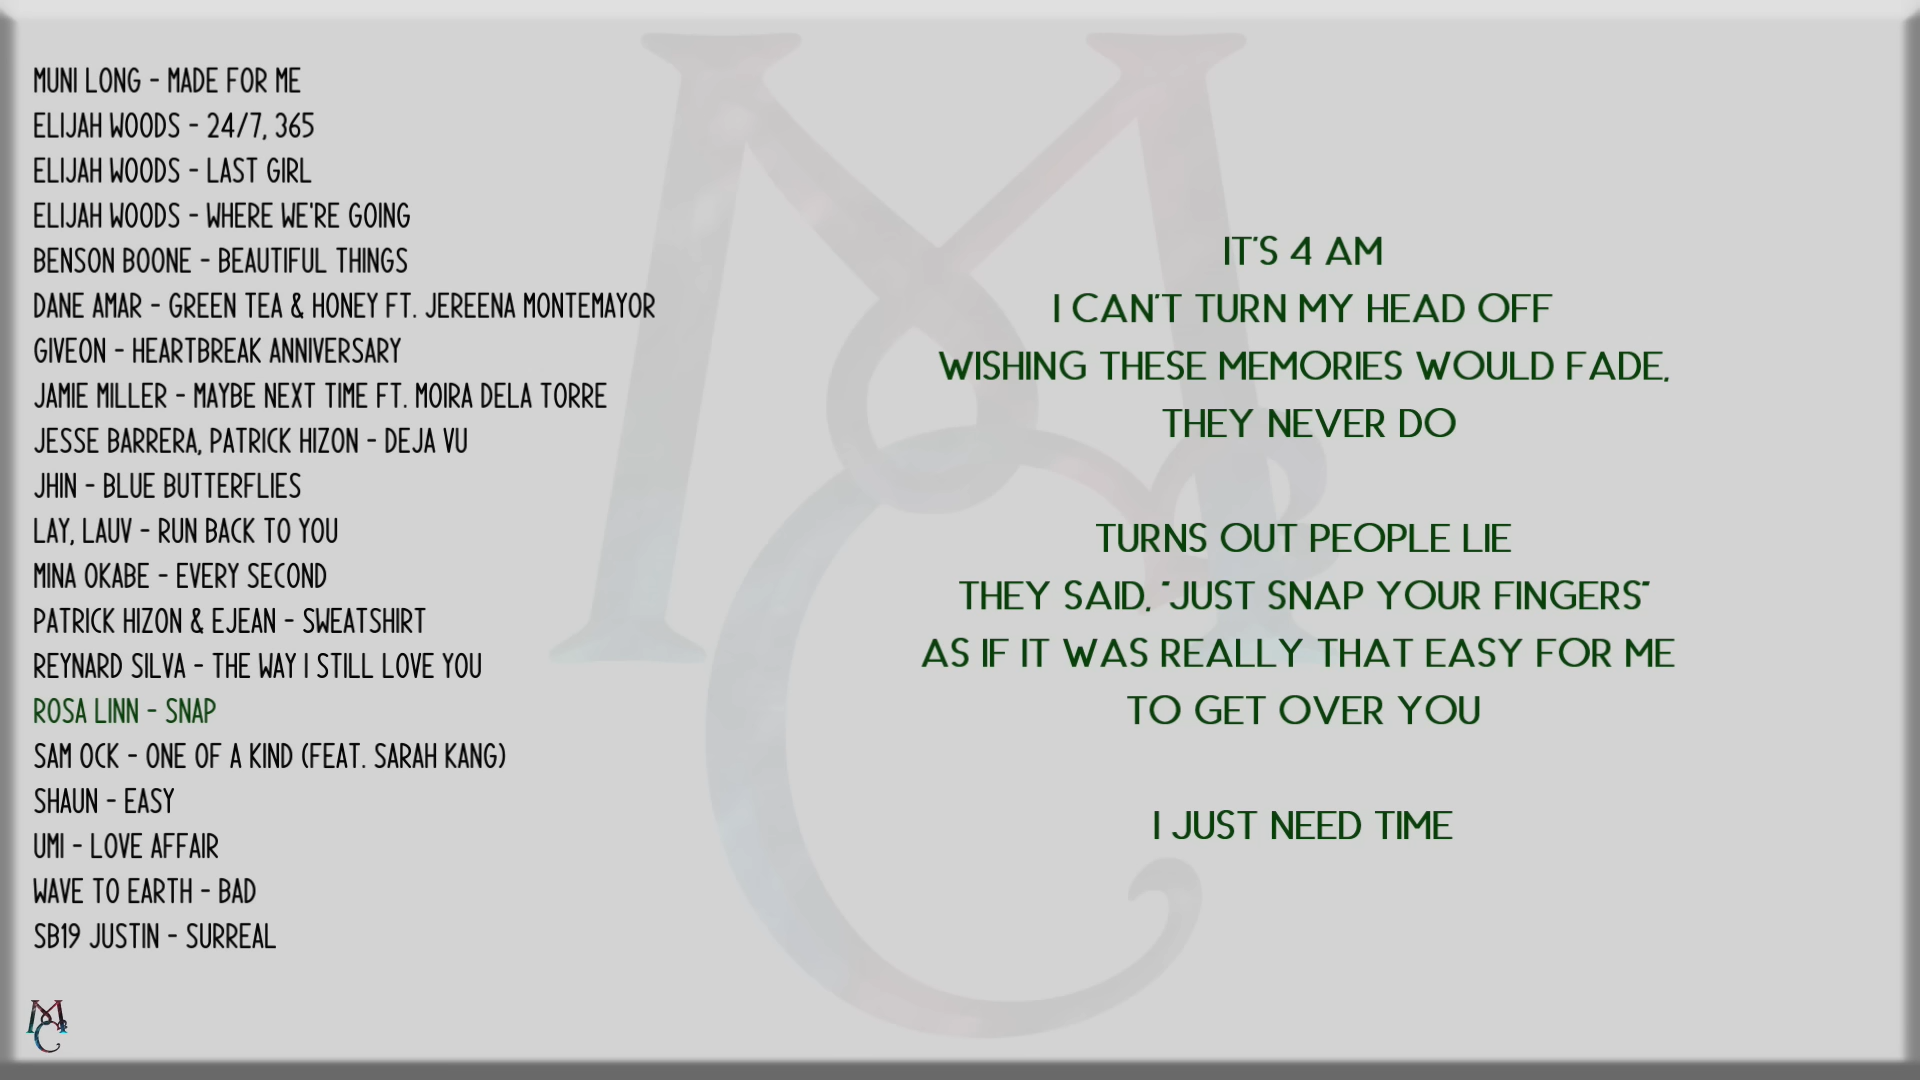 MUNI LONG - MADE FOR ME
ELIJAH WOODS - 24/7, 365
ELIJAH WOODS - LAST GIRL
ELIJAH WOODS - WHERE WE'RE GOING
BENSON BOONE - BEAUTIFUL THINGS
DANE AMAR - GREEN TEA & HONEY FT. JEREENA MONTEMAYOR
GIVEON - HEARTBREAK ANNIVERSARY
JAMIE MILLER - MAYBE NEXT TIME FT. MOIRA DELA TORRE
JESSE BARRERA, PATRICK HIZON - DEJA VU
JHIN - BLUE BUTTERFLIES
LAY, LAUV - RUN BACK TO YOU
MINA OKABE - EVERY SECOND
PATRICK HIZON & EJEAN - SWEATSHIRT
REYNARD SILVA - THE WAY I STILL LOVE YOU
ROSA LINN - SNAP
SAM OCK - ONE OF A KIND (FEAT. SARAH KANG)
SHAUN - EASY
UMI - LOVE AFFAIR
WAVE TO EARTH - BAD
SB19 JUSTIN - SURREAL
IT'S 4 AM
I CAN'T TURN MY HEAD OFF
WISHING THESE MEMORIES WOULD FADE,
THEY NEVER DO
TURNS OUT PEOPLE LIE
THEY SAID, "JUST SNAP YOUR FINGERS"
AS IF IT WAS REALLY THAT EASY FOR ME
TO GET OVER YOU
I JUST NEED TIME
MC